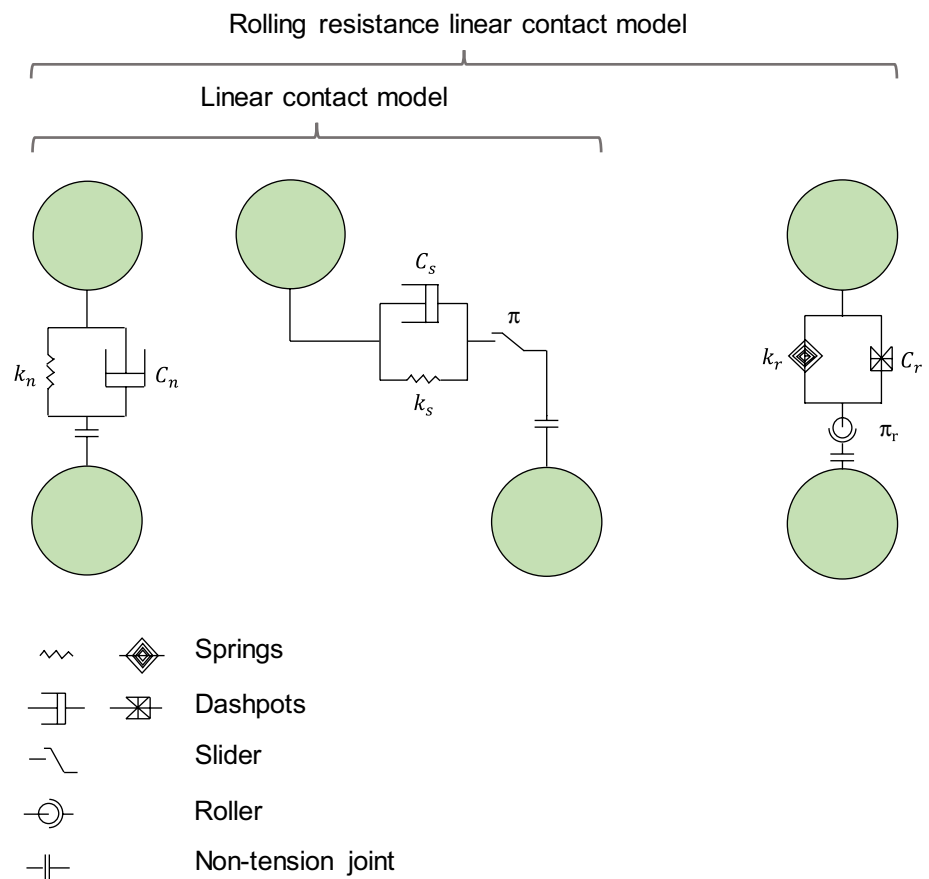 Rolling resistance linear contact model
Linear contact model
C_s
π
k_n
C_n
k_s
k_r
C_r
π_r
Springs
Dashpots
Slider
Roller
Non-tension joint